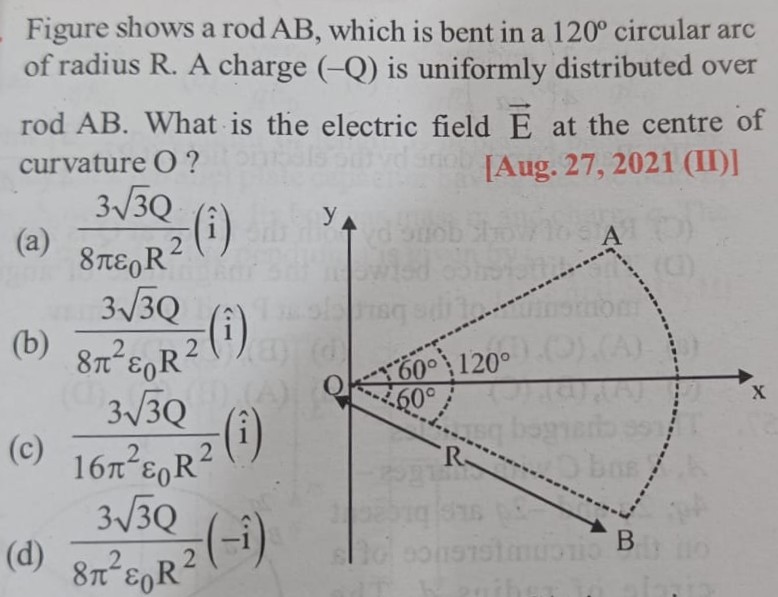 Figure shows a rod AB, which is bent in a 120º circular arc
of radius R. A charge (–Q) is uniformly distributed over
rod AB. What is the electric field $\overrightarrow{E}$ at the centre of
curvature O ? [Aug. 27, 2021 (II)]
(a) $\frac{3\sqrt{3}Q}{8\pi\varepsilon_0 R^2}(\hat{i})$
(b) $\frac{3\sqrt{3}Q}{8\pi^2\varepsilon_0 R^2}(\hat{i})$
(c) $\frac{3\sqrt{3}Q}{16\pi^2\varepsilon_0 R^2}(\hat{i})$
(d) $\frac{3\sqrt{3}Q}{8\pi^2\varepsilon_0 R^2}(-\hat{i})$
y
A
60° 120°
O
60°
x
R
B